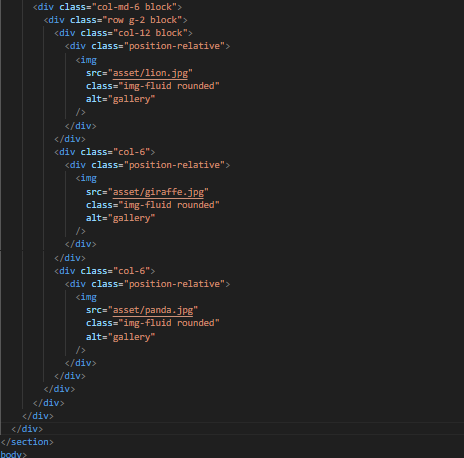 <div class="col-md-6 block">
<div class="row g-2 block">
<div class="col-12 block">
<div class="position-relative">
<img
src="asset/lion.jpg"
class="img-fluid rounded"
alt="gallery"
/>
</div>
</div>
<div class="col-6">
<div class="position-relative">
<img
src="asset/giraffe.jpg"
class="img-fluid rounded"
alt="gallery"
/>
</div>
</div>
<div class="col-6">
<div class="position-relative">
<img
src="asset/panda.jpg"
class="img-fluid rounded"
alt="gallery"
/>
</div>
</div>
</div>
</div>
</div>
</div>
</section>
body>